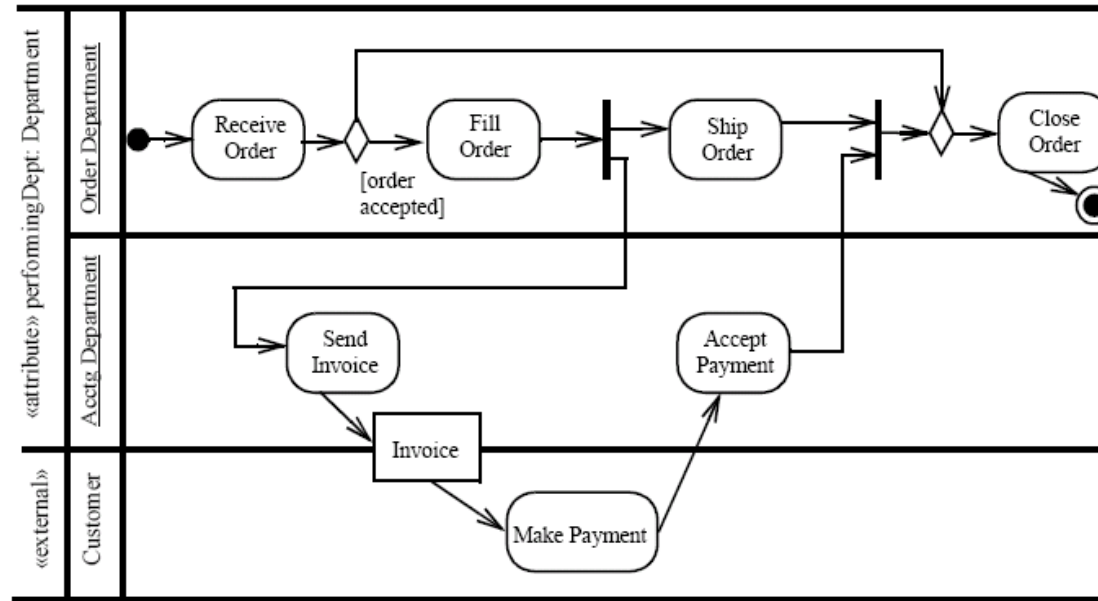 «attribute» performingDept: Department
Order Department
Receive
Order
[order
accepted]
Fill
Order
Ship
Order
Close
Order
Acctg Department
Send
Invoice
Accept
Payment
Invoice
«external»
Customer
Make Payment